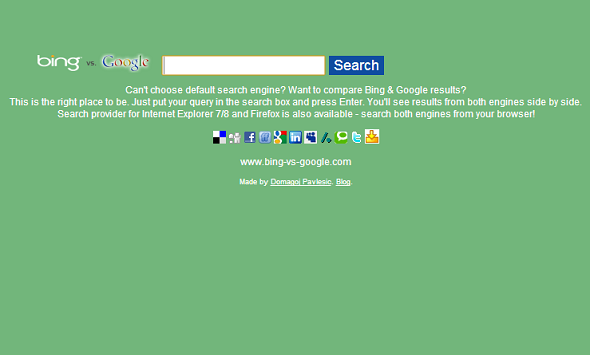 bing vs. Google Search
Can't choose default search engine? Want to compare Bing & Google results?
This is the right place to be. Just put your query in the search box and press Enter. You'll see results from both engines side by side.
Search provider for Internet Explorer 7/8 and Firefox is also available - search both engines from your browser!
www.bing-vs-google.com
Made by Domagoj Pavlesic. Blog.